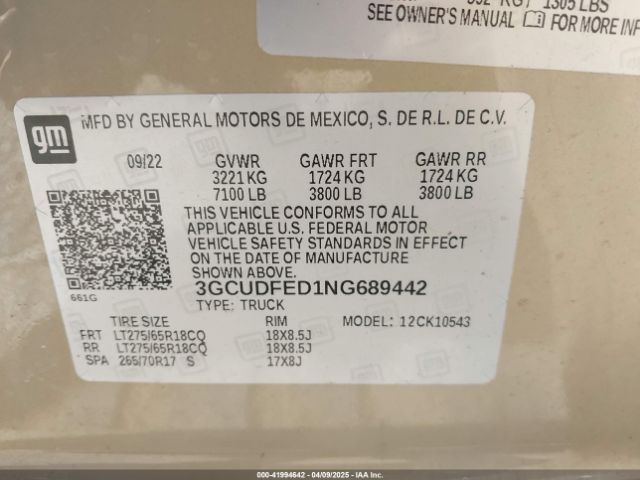 KG / 1305 LBS
SEE OWNER'S MANUAL FOR MORE INF
gm
MFD BY GENERAL MOTORS DE MEXICO, S. DE R.L. DE C.V.
09/22 GVWR GAWR FRT GAWR RR
3221 KG 1724 KG 1724 KG
7100 LB 3800 LB 3800 LB
THIS VEHICLE CONFORMS TO ALL
APPLICABLE U.S. FEDERAL MOTOR
VEHICLE SAFETY STANDARDS IN EFFECT
ON THE DATE OF MANUFACTURE
SHOWN ABOVE.
661G
3GCUDFED1NG689442
TYPE: TRUCK
TIRE SIZE RIM MODEL: 12CK10543
FRT LT275/65R18CQ 18X8.5J
RR LT275/65R18CQ 18X8.5J
SPA 265/70R17 S 17X8J
000-41994642 - 04/09/2025 - IAA Inc.